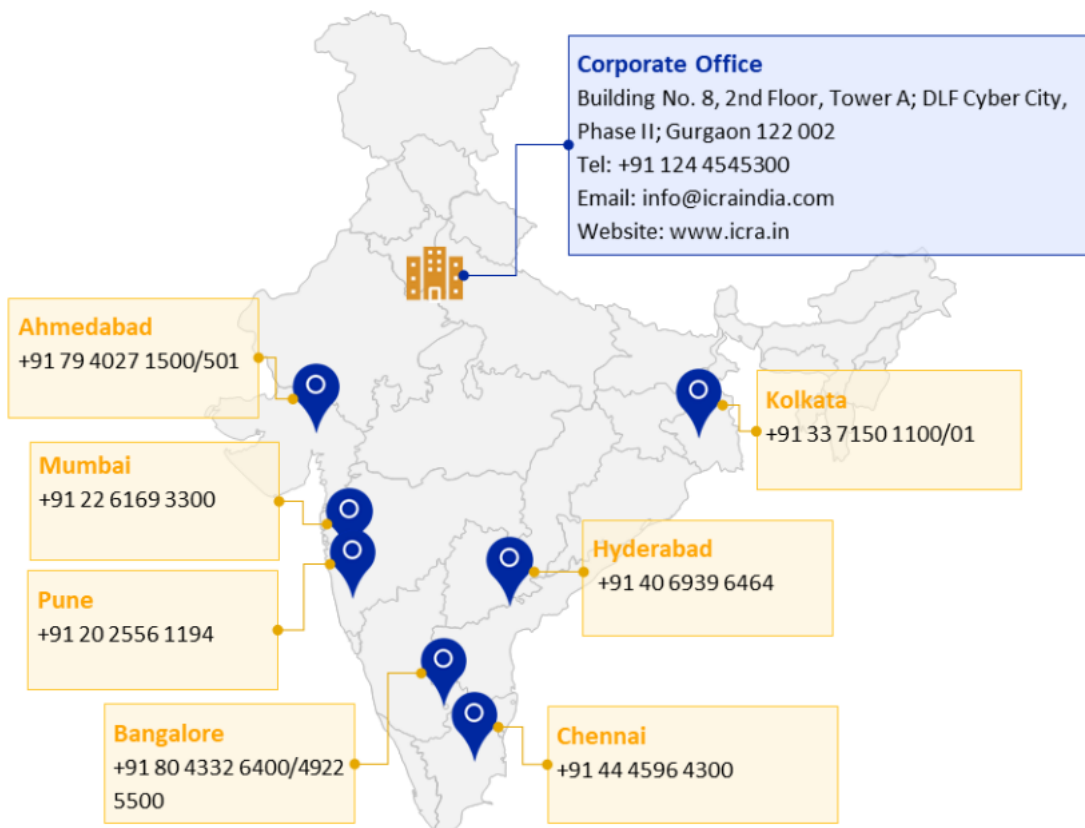 Corporate Office
Building No. 8, 2nd Floor, Tower A; DLF Cyber City,
Phase II; Gurgaon 122 002
Tel: +91 124 4545300
Email: info@icraindia.com
Website: www.icra.in
Ahmedabad
+91 79 4027 1500/501
Kolkata
+91 33 7150 1100/01
Mumbai
+91 22 6169 3300
Hyderabad
+91 40 6939 6464
Pune
+91 20 2556 1194
Bangalore
+91 80 4332 6400/4922
5500
Chennai
+91 44 4596 4300